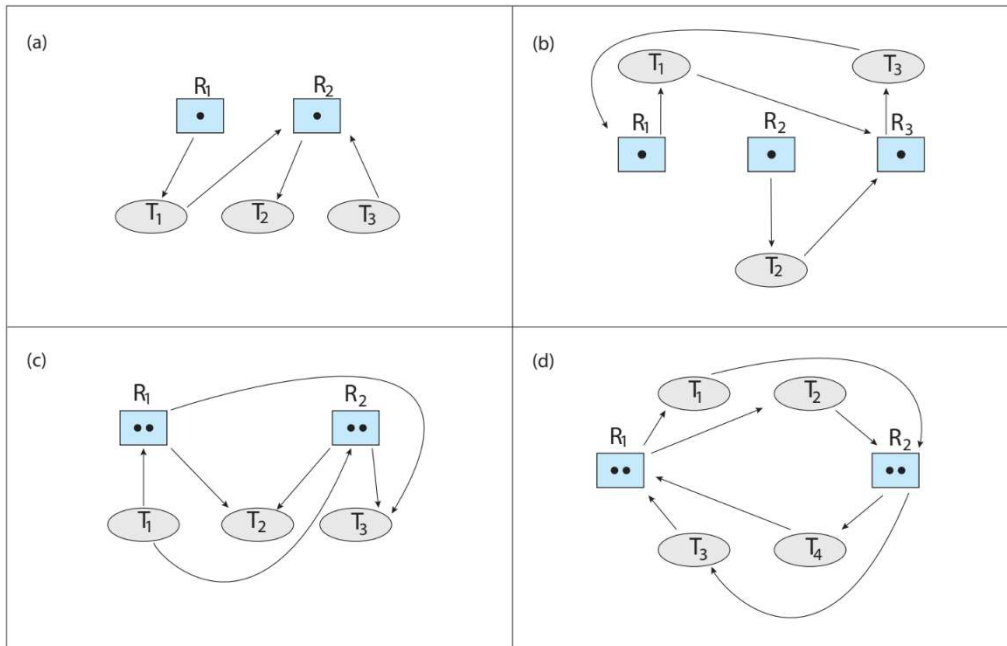 (a)
R1 R2
T1 T2 T3
(b)
T1 T3
R1 R2 R3
T2
(c)
R1 R2
T1 T2 T3
(d)
T1 T2
R1 R2
T3 T4